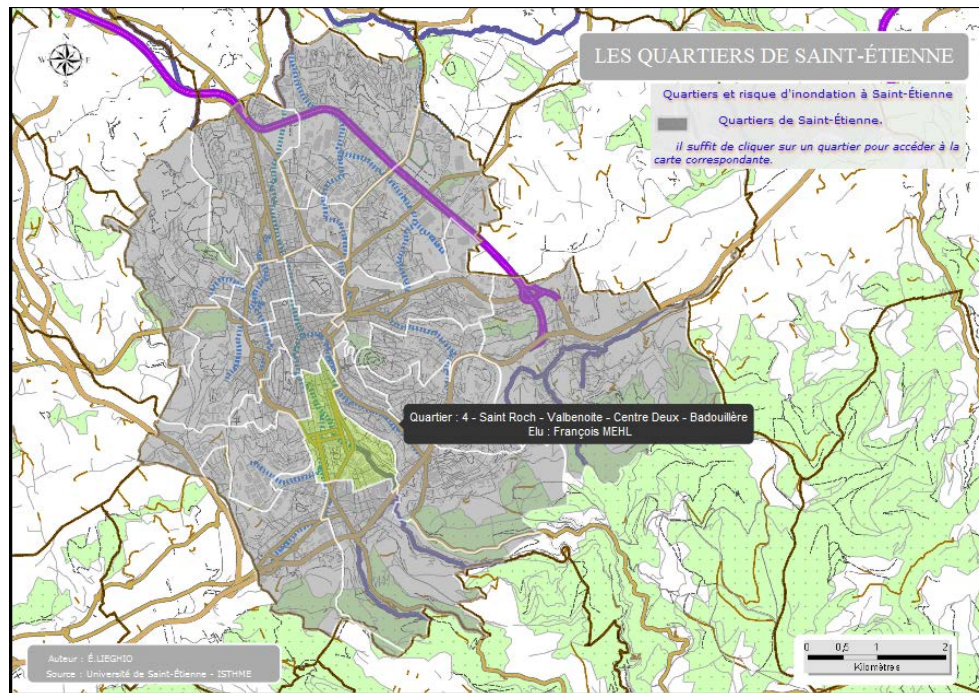 N
W E
S
LES QUARTIERS DE SAINT-ÉTIENNE
Quartiers et risque d'inondation à Saint-Étienne
Quartiers de Saint-Étienne.
il suffit de cliquer sur un quartier pour accéder à la
carte correspondante.
Quartier : 4 - Saint Roch - Valbenoite - Centre Deux - Badouillère
Elu : François MEHL
Auteur : É.LIEGHIO
Source : Université de Saint-Étienne - ISTHME
0 0,5 1 2
Kilomètres